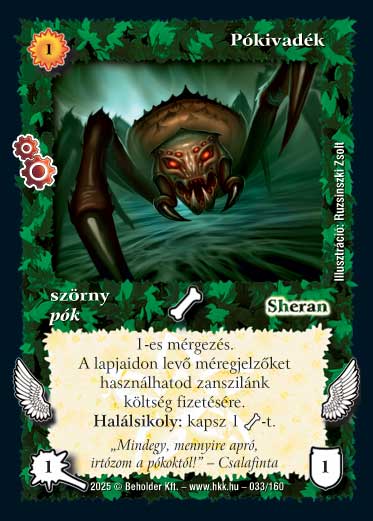 1
Pókivadék
Illusztráció: Ruzsinszki Zsolt
szörny
pók
Sheran
1-es mérgezés.
A lapjaidon levő méregjelzőket
használhatod zanszilánk
költség fizetésére.
Halálsikoly: kapsz 1 -t.
„Mindegy, mennyire apró,
irtózom a pókoktól!” – Csalafinta
1
1
2025 © Beholder Kft. – www.hkk.hu – 033/160